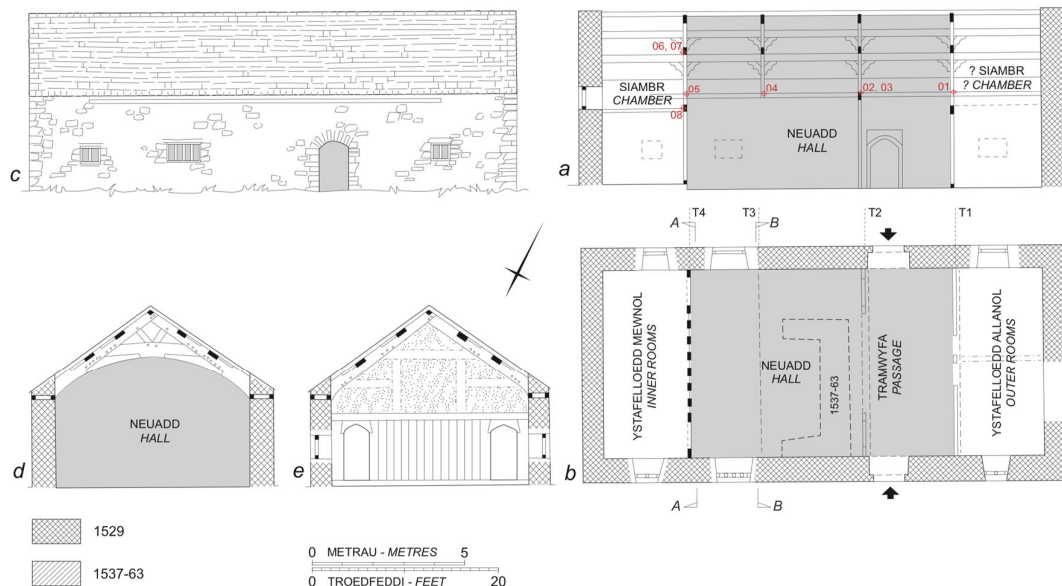 c
a
06, 07
SIAMBR
CHAMBER
05
08
04
02, 03
01
? SIAMBR
? CHAMBER
NEUADD
HALL
T4
T3
T2
T1
A
B
d
NEUADD
HALL
e
b
YSTAFELLOEDD MEWNOL
INNER ROOMS
NEUADD
HALL
1537-63
TRAMWYFA
PASSAGE
YSTAFELLOEDD ALLANOL
OUTER ROOMS
A
B
1529
1537-63
0 METRAU - METRES 5
0 TROEDFEDDI - FEET 20